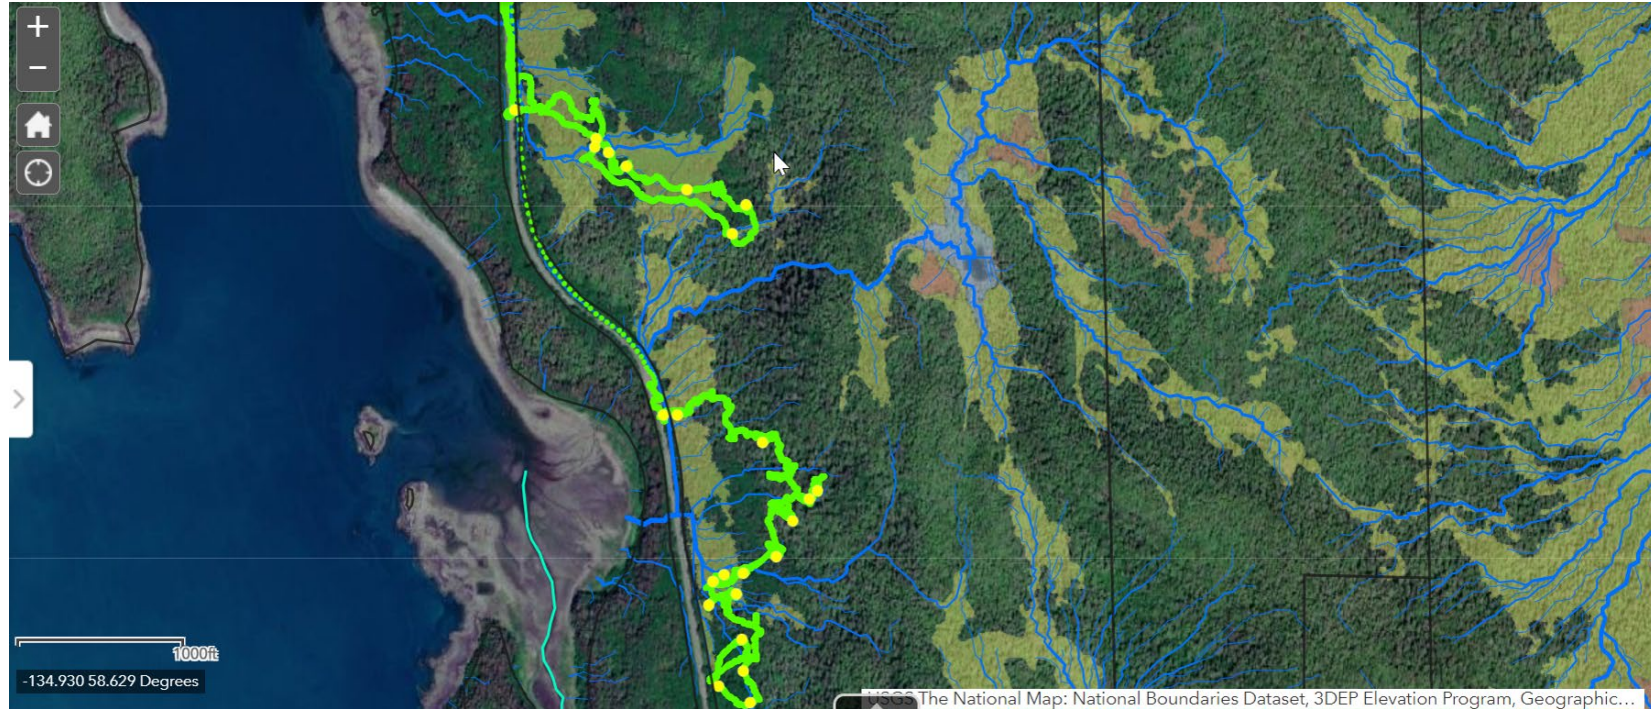 +
−
1000ft
-134.930 58.629 Degrees
USGS The National Map: National Boundaries Dataset, 3DEP Elevation Program, Geographic...